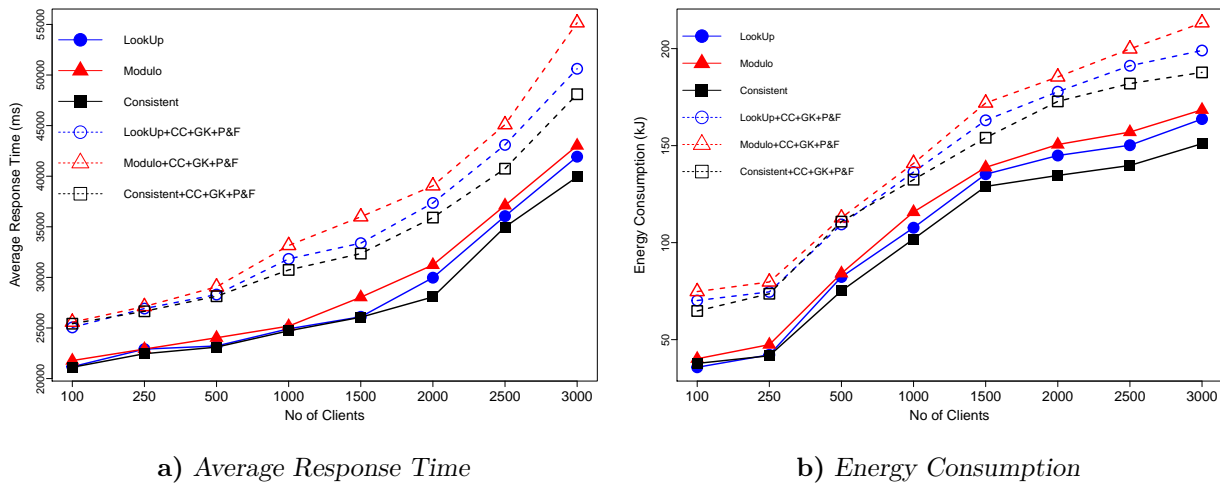 Average Response Time (ms)
20000 25000 30000 35000 40000 45000 50000 55000
LookUp
Modulo
Consistent
LookUp+CC+GK+P&F
Modulo+CC+GK+P&F
Consistent+CC+GK+P&F
100 250 500 1000 1500 2000 2500 3000
No of Clients
a) Average Response Time
Energy Consumption (kJ)
50 100 150 200
LookUp
Modulo
Consistent
LookUp+CC+GK+P&F
Modulo+CC+GK+P&F
Consistent+CC+GK+P&F
100 250 500 1000 1500 2000 2500 3000
No of Clients
b) Energy Consumption